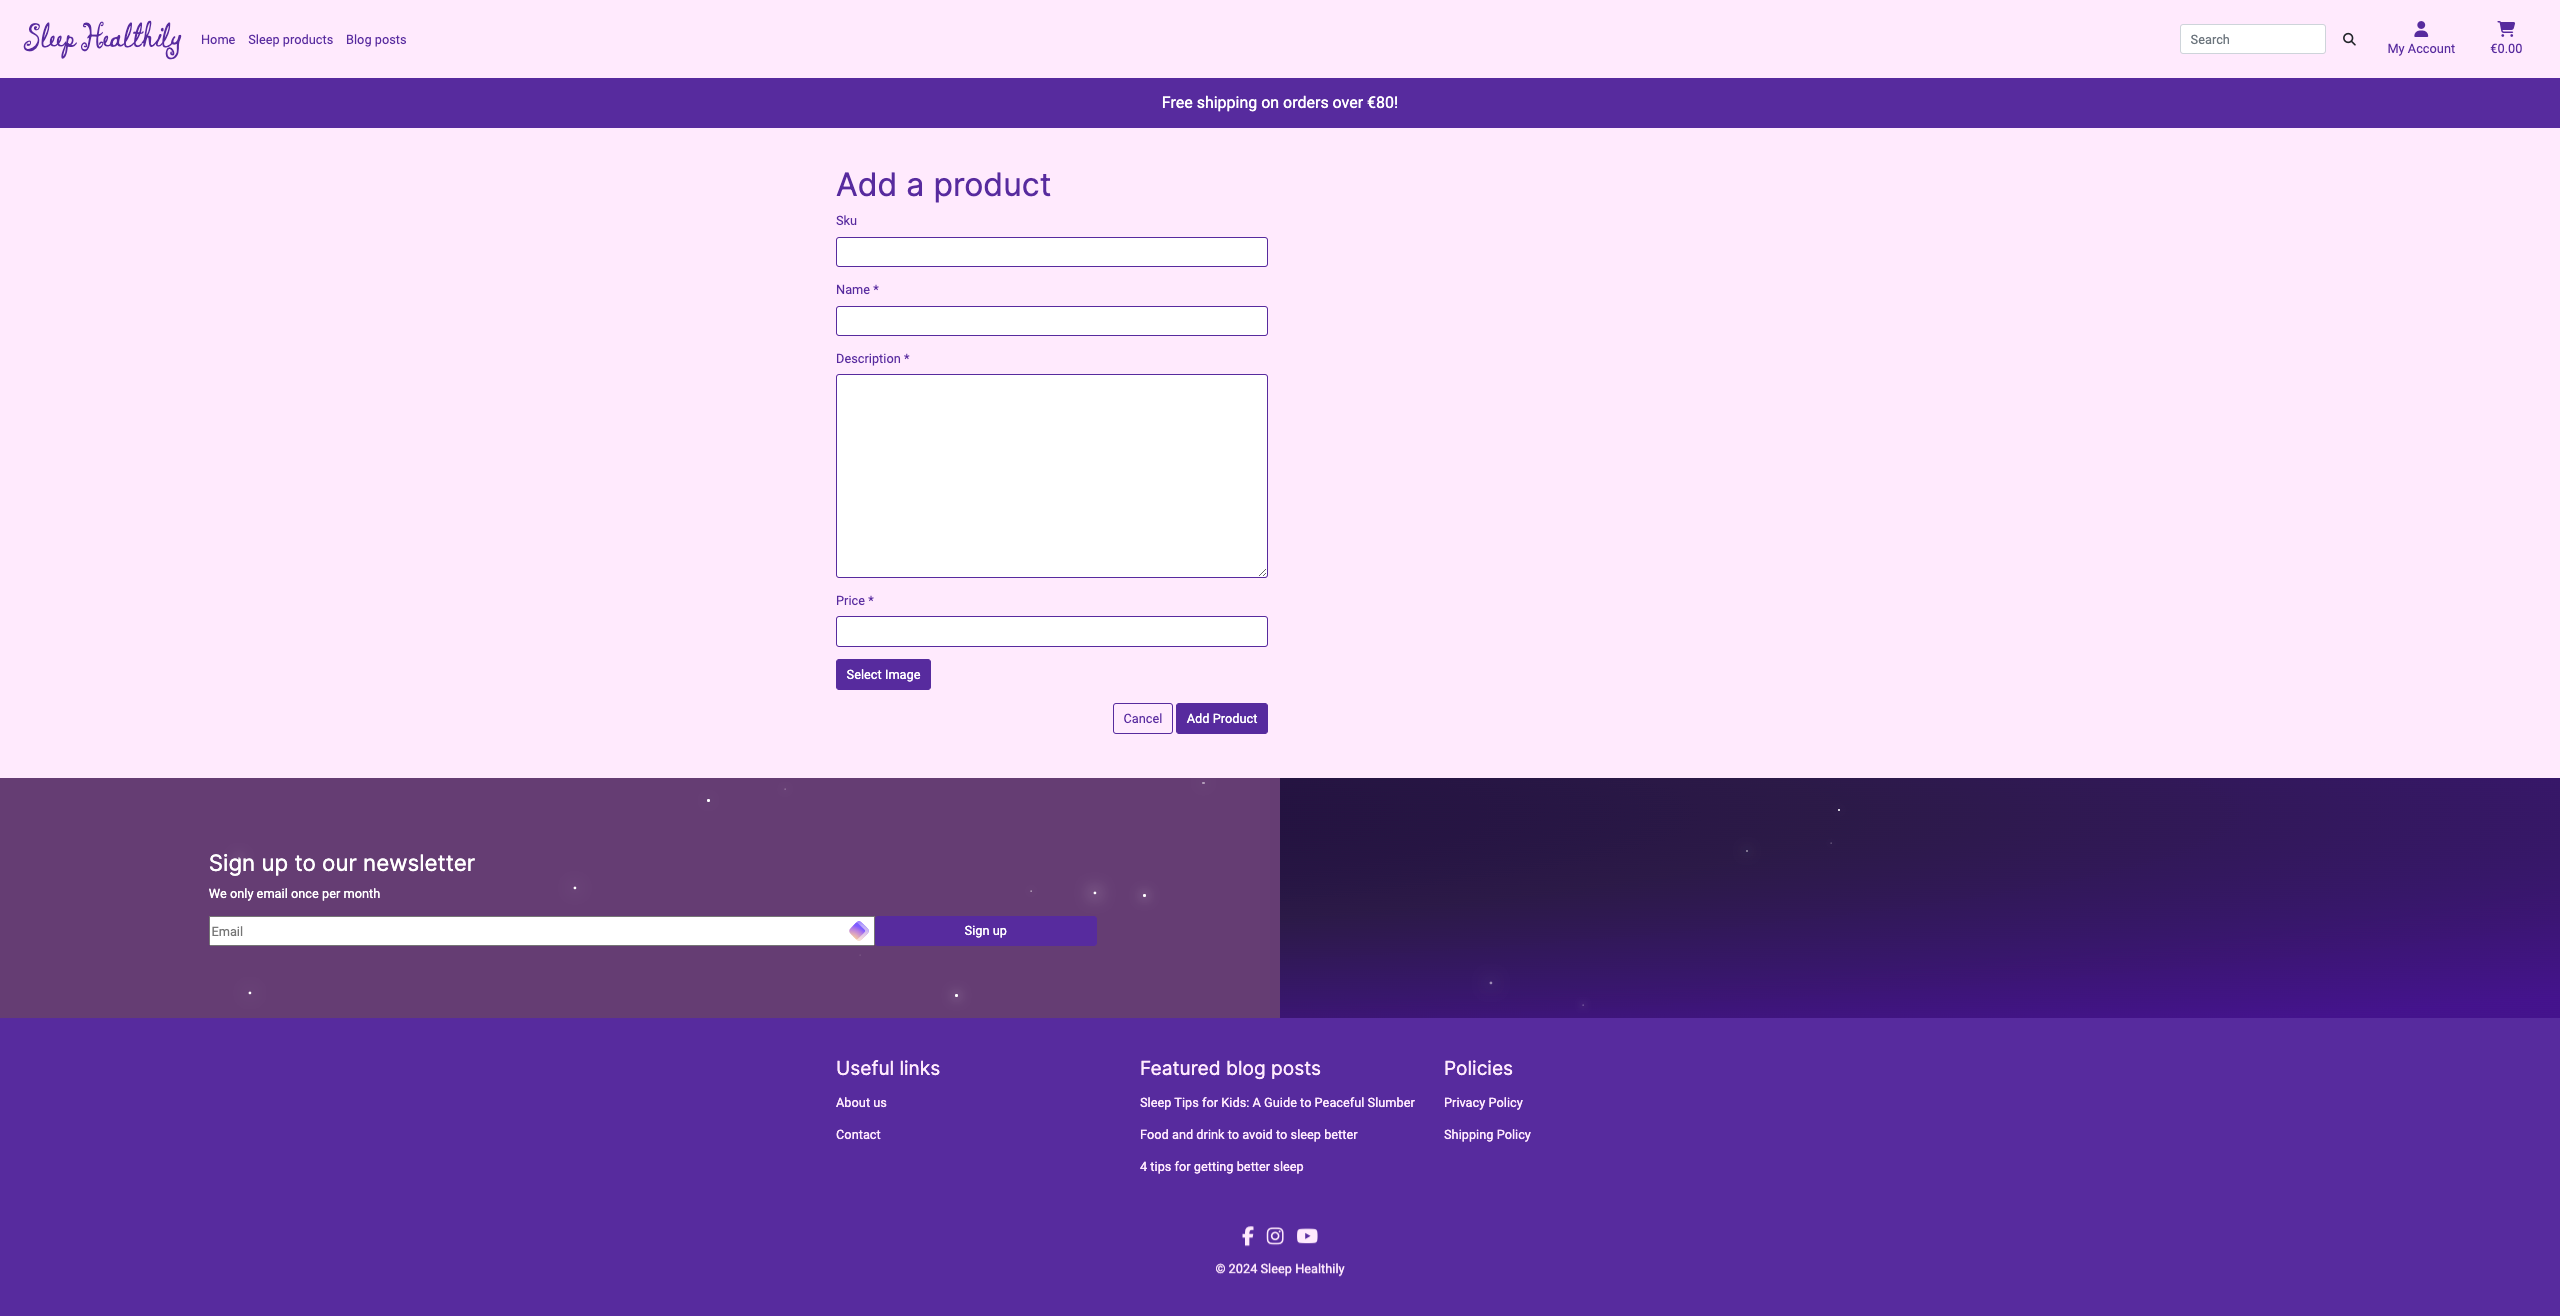 Sleep Healthily
Home
Sleep products
Blog posts
Search
My Account
€0.00
Free shipping on orders over €80!
Add a product
Sku
Name *
Description *
Price *
Select Image
Cancel
Add Product
Sign up to our newsletter
We only email once per month
Email
Sign up
Useful links
About us
Contact
Featured blog posts
Sleep Tips for Kids: A Guide to Peaceful Slumber
Food and drink to avoid to sleep better
4 tips for getting better sleep
Policies
Privacy Policy
Shipping Policy
© 2024 Sleep Healthily